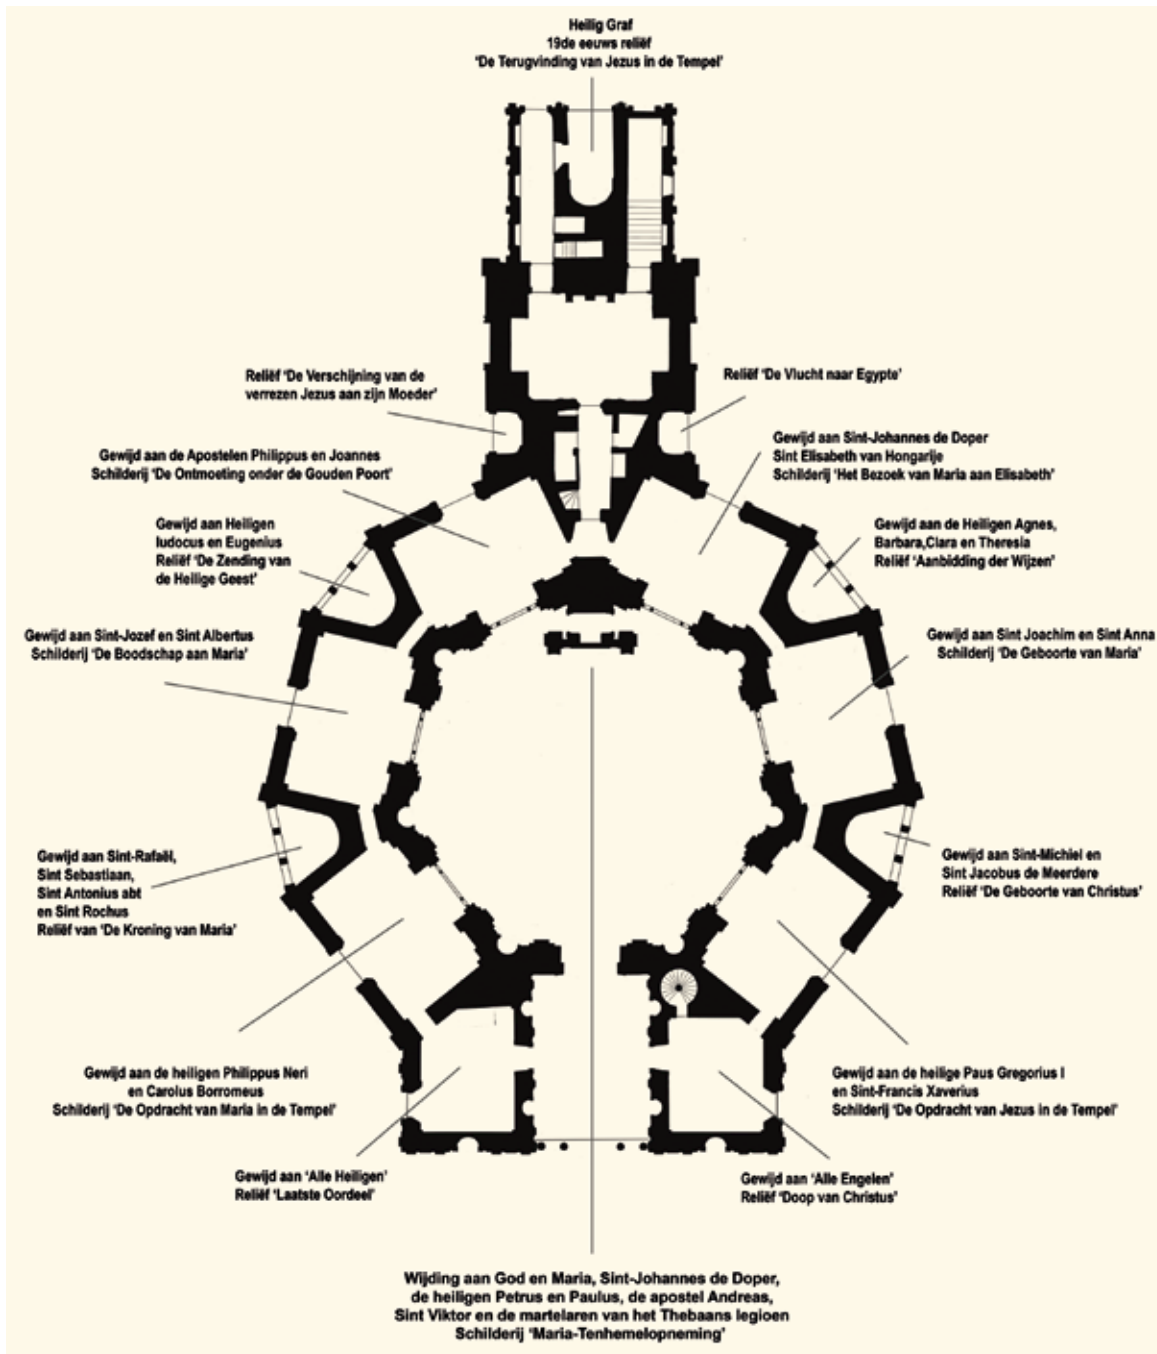 Heilig Graf
19de eeuws reliëf
‘De Terugvinding van Jezus in de Tempel’
Reliëf ‘De Verschijning van de
verrezen Jezus aan zijn Moeder’
Reliëf ‘De Vlucht naar Egypte’
Gewijd aan de Apostelen Philippus en Joannes
Schilderij ‘De Ontmoeting onder de Gouden Poort’
Gewijd aan Sint-Johannes de Doper
Sint Elisabeth van Hongarije
Schilderij ‘Het Bezoek van Maria aan Elisabeth’
Gewijd aan Heiligen
Iudocus en Eugenius
Reliëf ‘De Zending van
de Heilige Geest’
Gewijd aan de Heiligen Agnes,
Barbara,Clara en Theresia
Reliëf ‘Aanbidding der Wijzen’
Gewijd aan Sint-Jozef en Sint Albertus
Schilderij ‘De Boodschap aan Maria’
Gewijd aan Sint Joachim en Sint Anna
Schilderij ‘De Geboorte van Maria’
Gewijd aan Sint-Rafaël,
Sint Sebastiaan,
Sint Antonius abt
en Sint Rochus
Reliëf van ‘De Kroning van Maria’
Gewijd aan Sint-Michiel en
Sint Jacobus de Meerdere
Reliëf ‘De Geboorte van Christus’
Gewijd aan de heiligen Philippus Neri
en Carolus Borromeus
Schilderij ‘De Opdracht van Maria in de Tempel’
Gewijd aan de heilige Paus Gregorius I
en Sint-Francis Xaverius
Schilderij ‘De Opdracht van Jezus in de Tempel’
Gewijd aan ‘Alle Heiligen’
Reliëf ‘Laatste Oordeel’
Gewijd aan ‘Alle Engelen’
Reliëf ‘Doop van Christus’
Wijding aan God en Maria, Sint-Johannes de Doper,
de heiligen Petrus en Paulus, de apostel Andreas,
Sint Viktor en de martelaren van het Thebaans legioen
Schilderij ‘Maria-Tenhemelopneming’